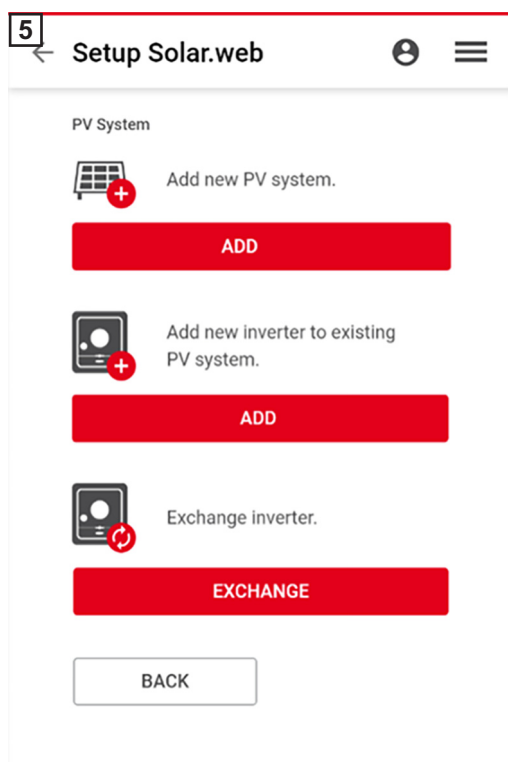 5
Setup Solar.web
PV System
Add new PV system.
ADD
Add new inverter to existing
PV system.
ADD
Exchange inverter.
EXCHANGE
BACK